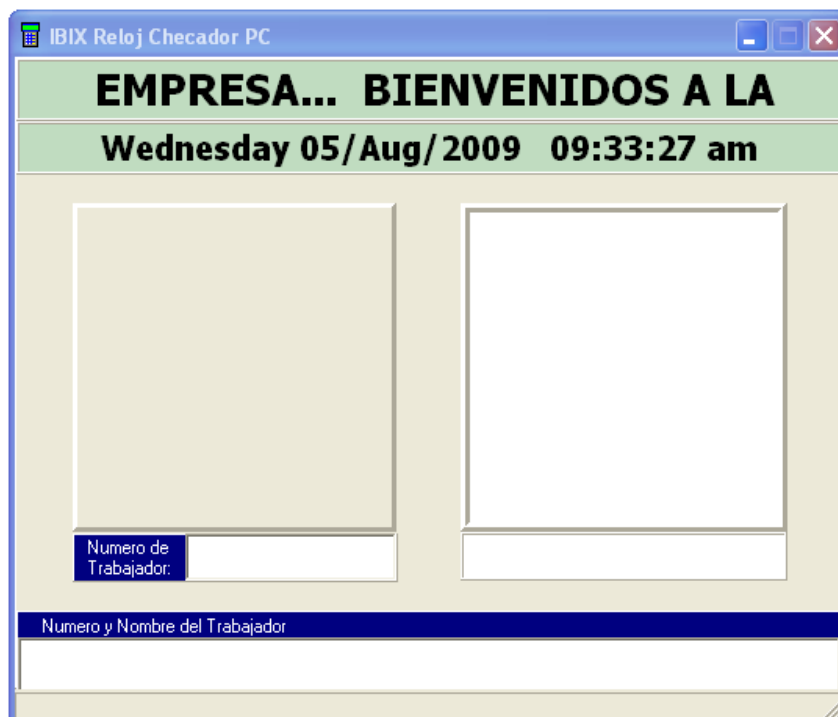 IBIX Reloj Checador PC
EMPRESA... BIENVENIDOS A LA
Wednesday 05/Aug/2009 09:33:27 am
Numero de
Trabajador:
Numero y Nombre del Trabajador